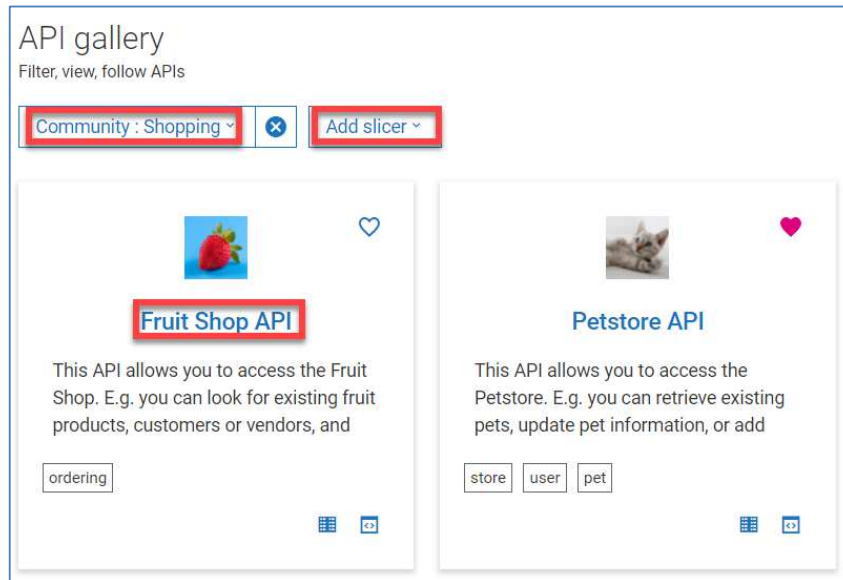 API gallery
Filter, view, follow APIs
Community : Shopping
Add slicer
Fruit Shop API
This API allows you to access the Fruit
Shop. E.g. you can look for existing fruit
products, customers or vendors, and
ordering
Petstore API
This API allows you to access the
Petstore. E.g. you can retrieve existing
pets, update pet information, or add
store user pet